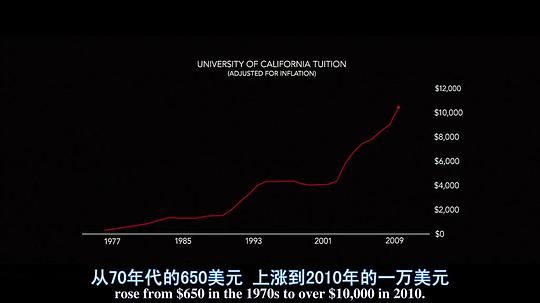 UNIVERSITY OF CALIFORNIA TUITION
(ADJUSTED FOR INFLATION)
$12,000
$10,000
$8,000
$6,000
$4,000
$2,000
$0
1977 1985 1993 2001 2009
从70年代的650美元 上涨到2010年的一万美元
rose from $650 in the 1970s to over $10,000 in 2010.